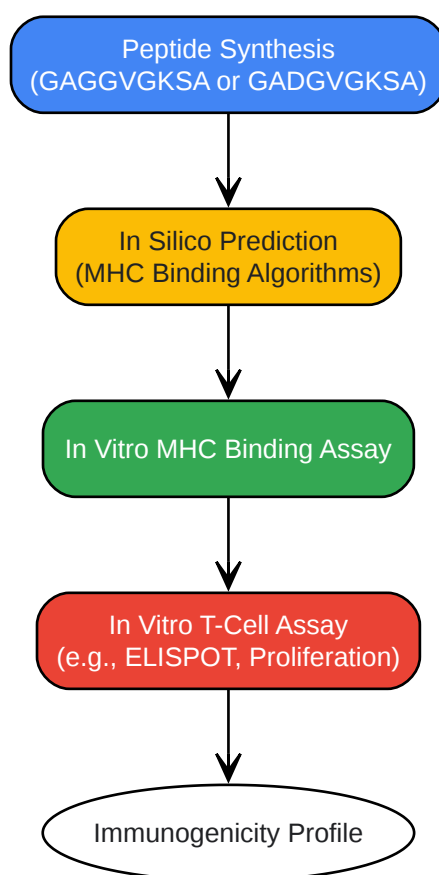 Peptide Synthesis
(GAGGVGKSA or GADGVGKSA)
In Silico Prediction
(MHC Binding Algorithms)
In Vitro MHC Binding Assay
In Vitro T-Cell Assay
(e.g., ELISPOT, Proliferation)
Immunogenicity Profile